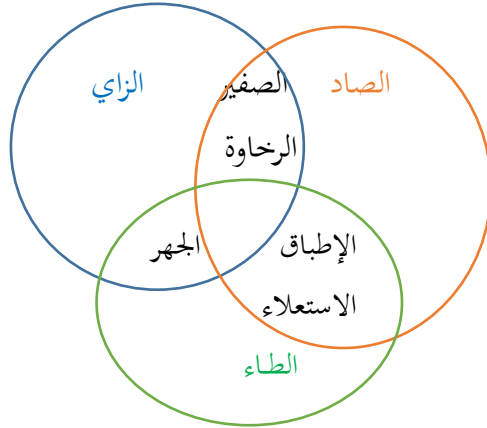 الصاد
الصفير
الزاي
الرخاوة
الإطباق
الجهر
الاستعلاء
الطاء